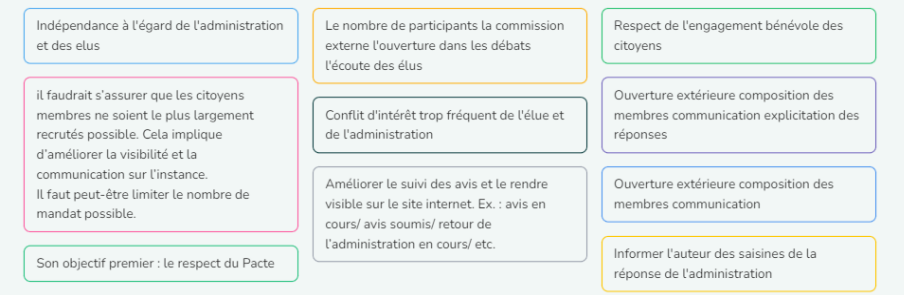 Indépendance à l'égard de l'administration
et des elus
il faudrait s’assurer que les citoyens
membres ne soient le plus largement
recrutés possible. Cela implique
d’améliorer la visibilité et la
communication sur l’instance.
Il faut peut-être limiter le nombre de
mandat possible.
Son objectif premier : le respect du Pacte
Le nombre de participants la commission
externe l'ouverture dans les débats
l'écoute des élus
Conflit d'intérêt trop fréquent de l'élue et
de l'administration
Améliorer le suivi des avis et le rendre
visible sur le site internet. Ex. : avis en
cours/ avis soumis/ retour de
l’administration en cours/ etc.
Respect de l'engagement bénévole des
citoyens
Ouverture extérieure composition des
membres communication explicitation des
réponses
Ouverture extérieure composition des
membres communication
Informer l'auteur des saisines de la
réponse de l'administration